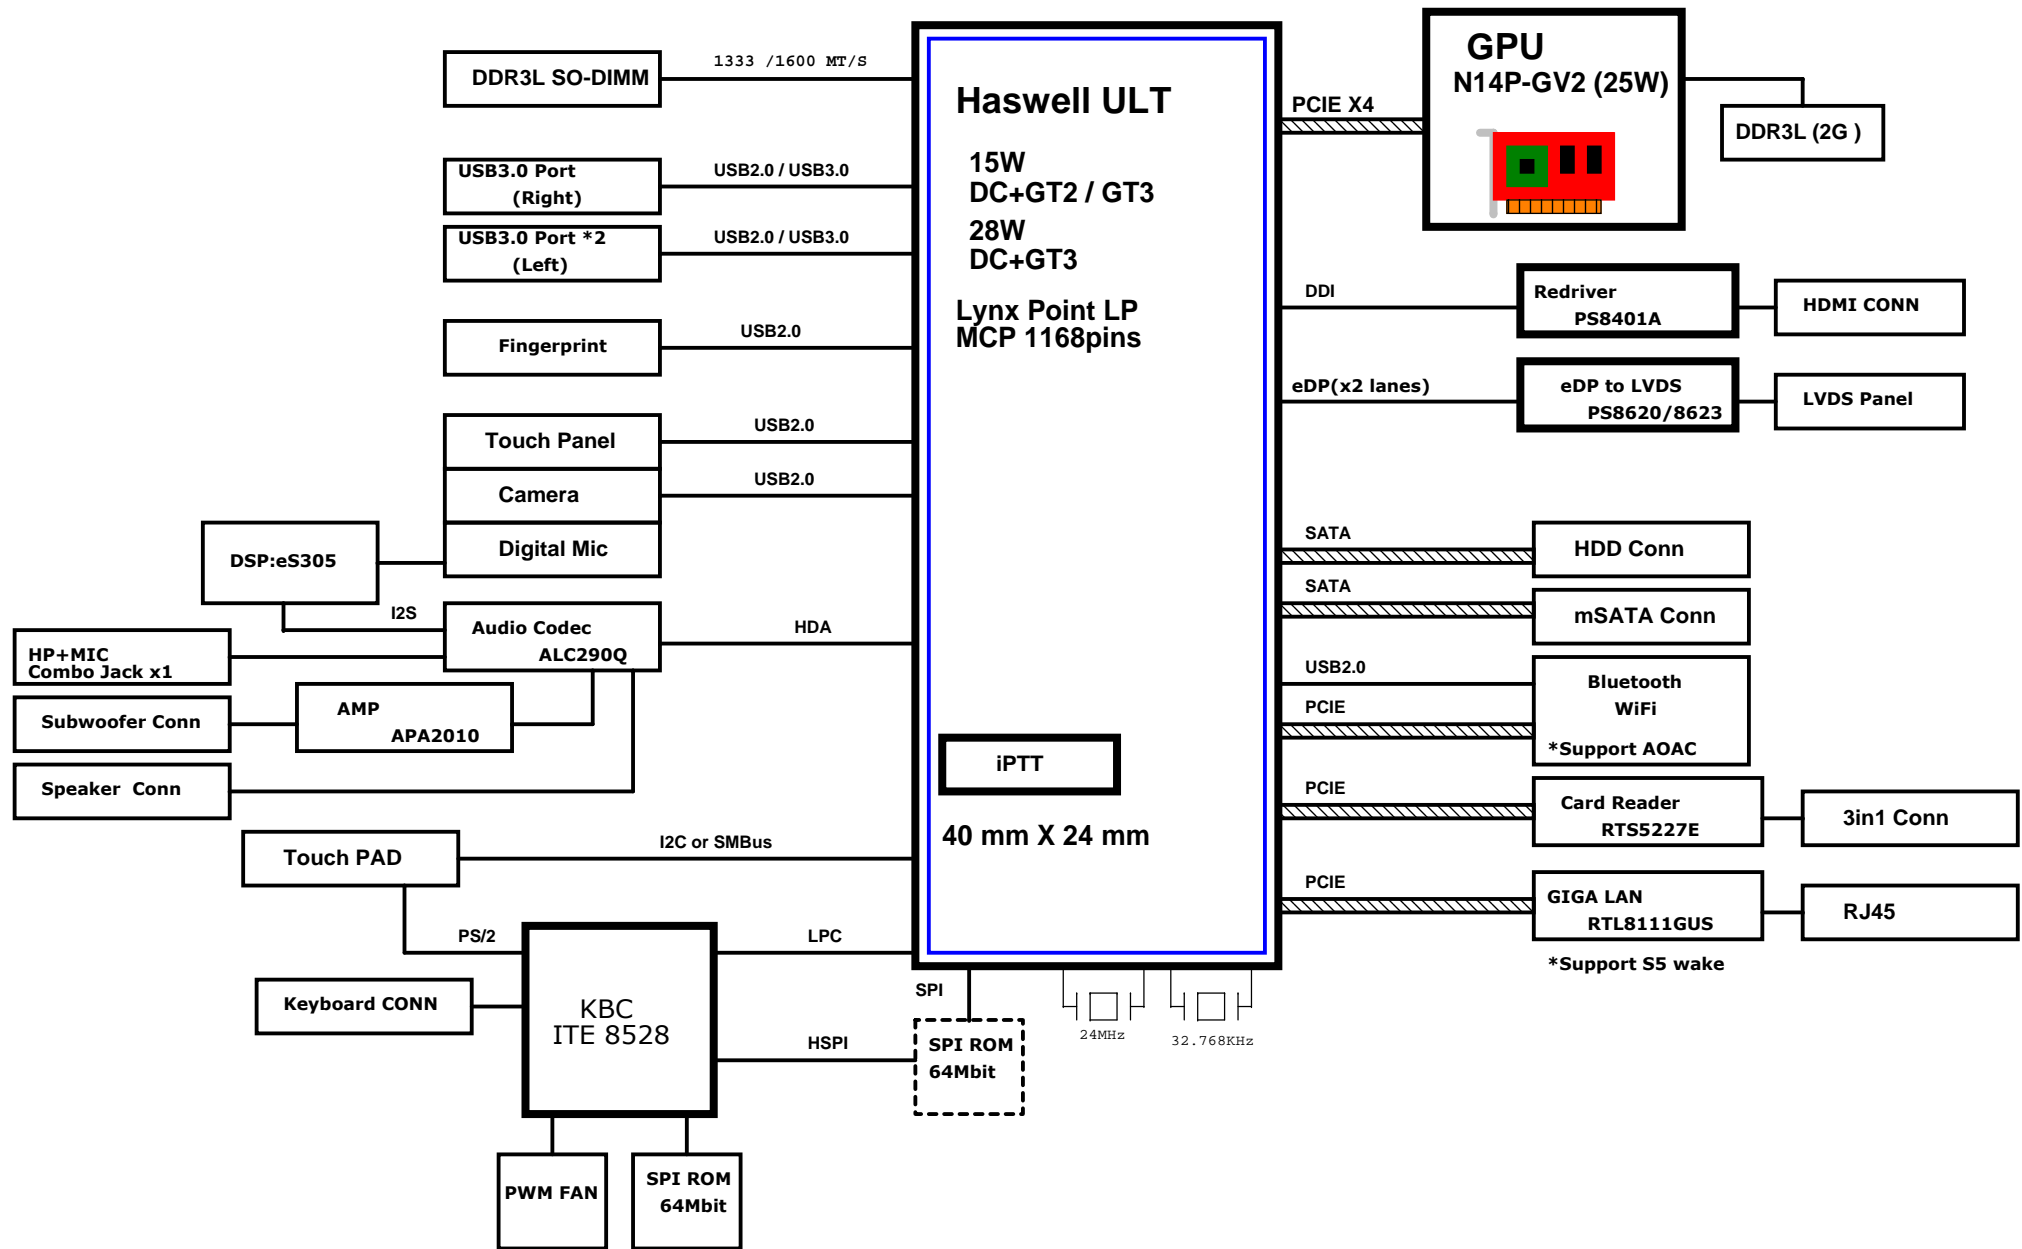 DDR3L SO-DIMM
1333 /1600 MT/S
USB3.0 Port
(Right)
USB2.0 / USB3.0
USB3.0 Port *2
(Left)
USB2.0 / USB3.0
Fingerprint
USB2.0
Touch Panel
USB2.0
Camera
USB2.0
Digital Mic
DSP:eS305
I2S
Audio Codec
ALC290Q
HDA
HP+MIC
Combo Jack x1
Subwoofer Conn
AMP
APA2010
Speaker  Conn
Touch PAD
I2C or SMBus
PS/2
LPC
Keyboard CONN
KBC
ITE 8528
HSPI
PWM FAN
SPI ROM
64Mbit
Haswell ULT
15W
DC+GT2 / GT3
28W
DC+GT3
Lynx Point LP
MCP 1168pins
iPTT
40 mm X 24 mm
SPI
SPI ROM
64Mbit
24MHz
32.768KHz
PCIE X4
GPU
N14P-GV2 (25W)
DDR3L (2G )
DDI
Redriver
PS8401A
HDMI CONN
eDP(x2 lanes)
eDP to LVDS
PS8620/8623
LVDS Panel
SATA
HDD Conn
SATA
mSATA Conn
USB2.0
PCIE
Bluetooth
WiFi
*Support AOAC
PCIE
Card Reader
RTS5227E
3in1 Conn
PCIE
GIGA LAN
RTL8111GUS
RJ45
*Support S5 wake